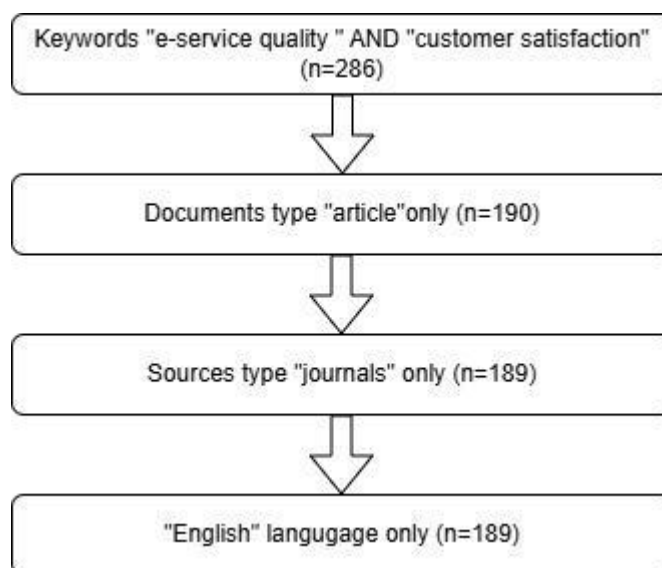 Keywords "e-service quality " AND "customer satisfaction"
(n=286)
Documents type "article"only (n=190)
Sources type "journals" only (n=189)
"English" langugage only (n=189)